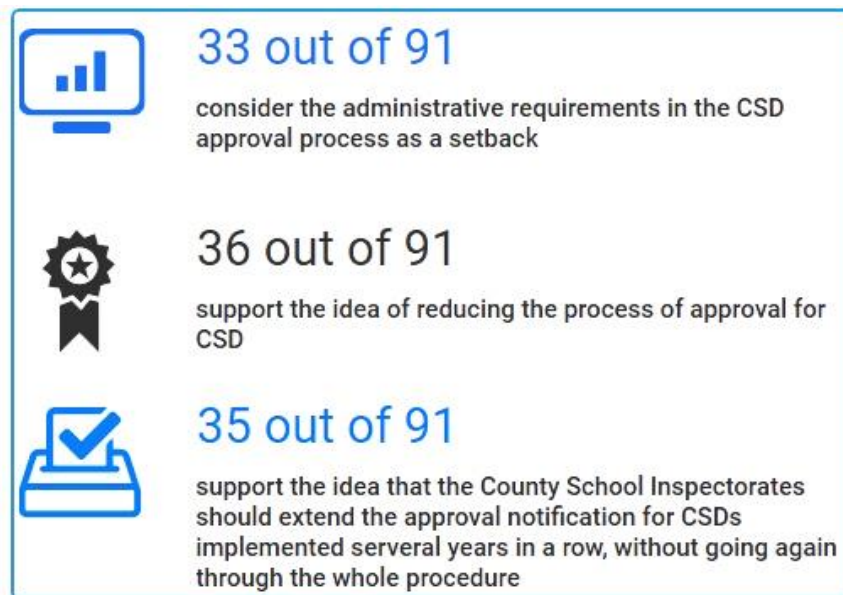 33 out of 91
consider the administrative requirements in the CSD
approval process as a setback
36 out of 91
support the idea of reducing the process of approval for
CSD
35 out of 91
support the idea that the County School Inspectorates
should extend the approval notification for CSDs
implemented serveral years in a row, without going again
through the whole procedure